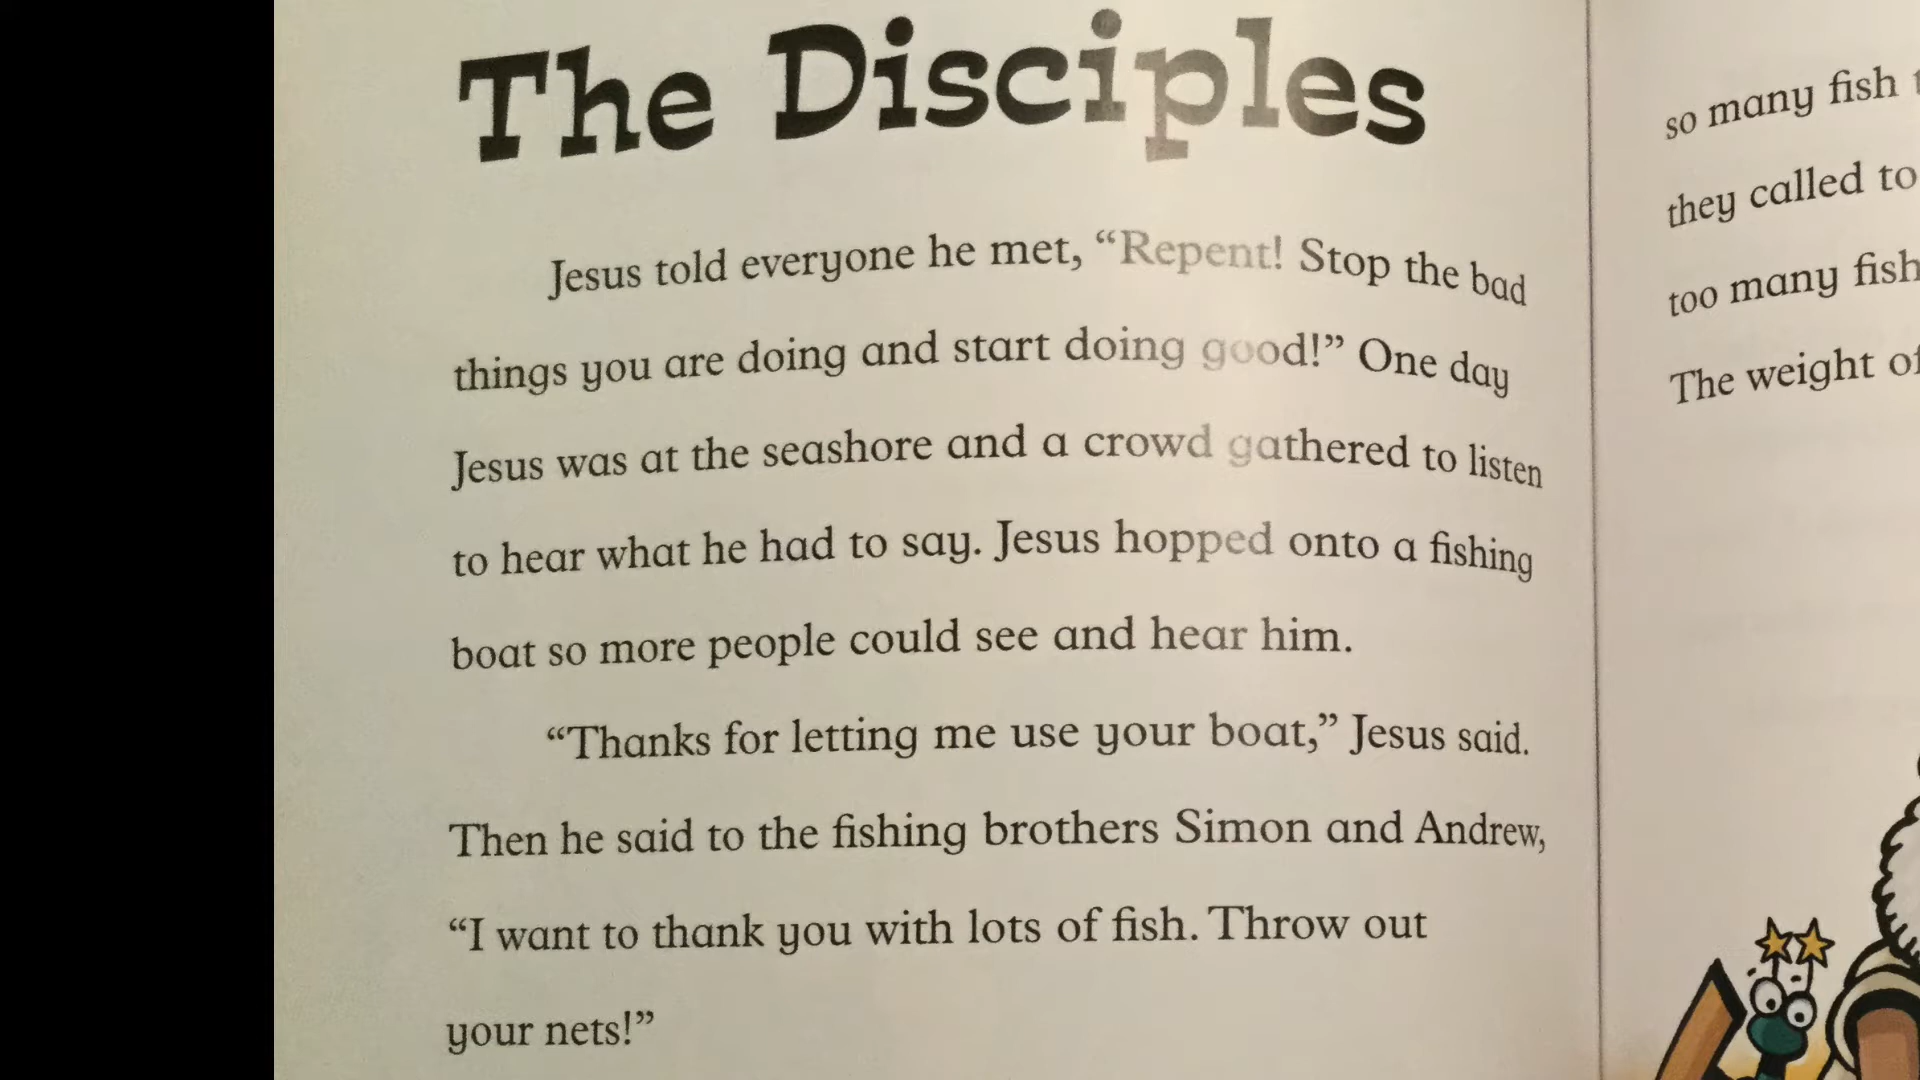 The Disciples
Jesus told everyone he met, “Repent! Stop the bad
things you are doing and start doing good!” One day
Jesus was at the seashore and a crowd gathered to listen
to hear what he had to say. Jesus hopped onto a fishing
boat so more people could see and hear him.
“Thanks for letting me use your boat,” Jesus said.
Then he said to the fishing brothers Simon and Andrew,
“I want to thank you with lots of fish. Throw out
your nets!”
so many fish
they called to
too many fish
The weight of